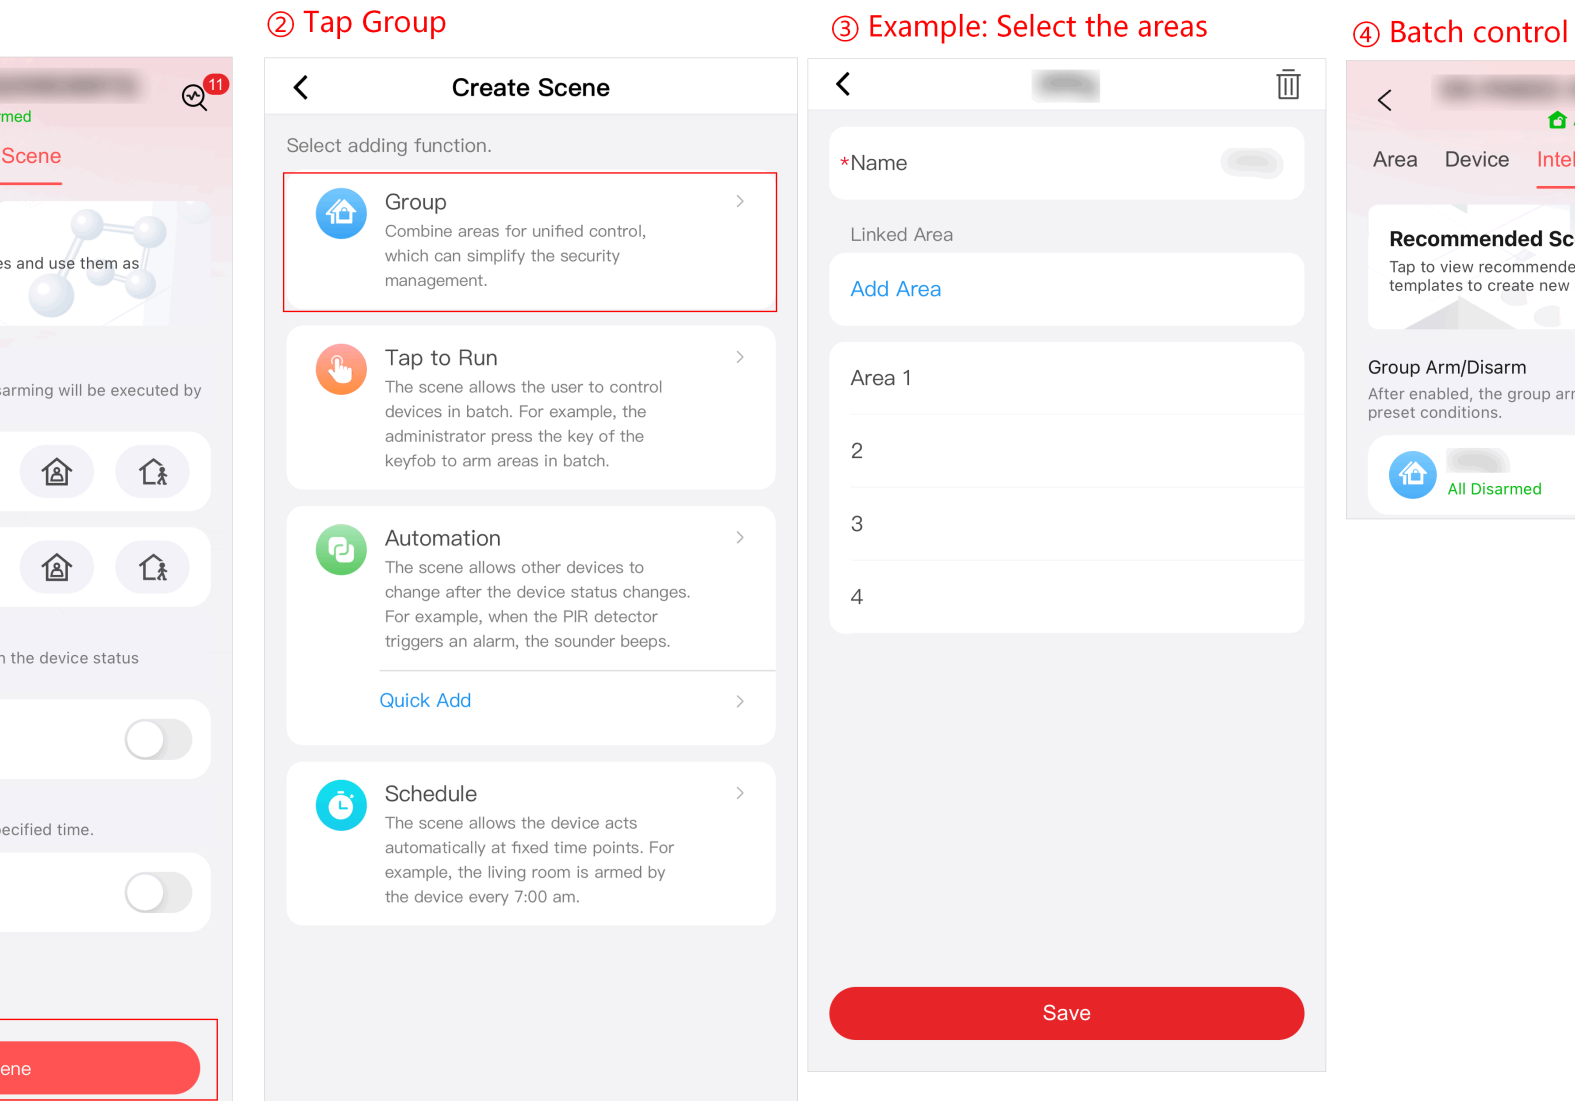 11
med
Scene
es and use them as
sarming will be executed by
n the device status
ecified time.
ene
② Tap Group
Create Scene
Select adding function.
Group
Combine areas for unified control,
which can simplify the security
management.
Tap to Run
The scene allows the user to control
devices in batch. For example, the
administrator press the key of the
keyfob to arm areas in batch.
Automation
The scene allows other devices to
change after the device status changes.
For example, when the PIR detector
triggers an alarm, the sounder beeps.
Quick Add
Schedule
The scene allows the device acts
automatically at fixed time points. For
example, the living room is armed by
the device every 7:00 am.
③ Example: Select the areas
*Name
Linked Area
Add Area
Area 1
2
3
4
Save
④ Batch control
Area Device Intel
Recommended Sc
Tap to view recommende
templates to create new
Group Arm/Disarm
After enabled, the group arr
preset conditions.
All Disarmed